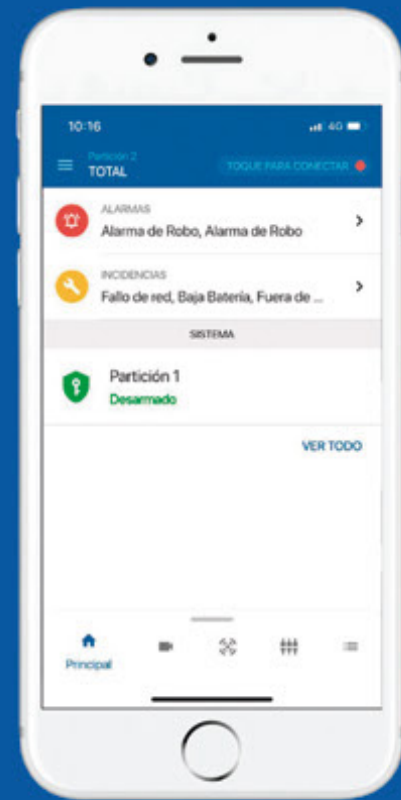 10:16
4G
Partición 2
TOTAL
TOQUE PARA CONECTAR
ALARMAS
Alarma de Robo, Alarma de Robo
INCIDENCIAS
Fallo de red, Baja Batería, Fuera de ...
SISTEMA
Partición 1
Desarmado
VER TODO
Principal